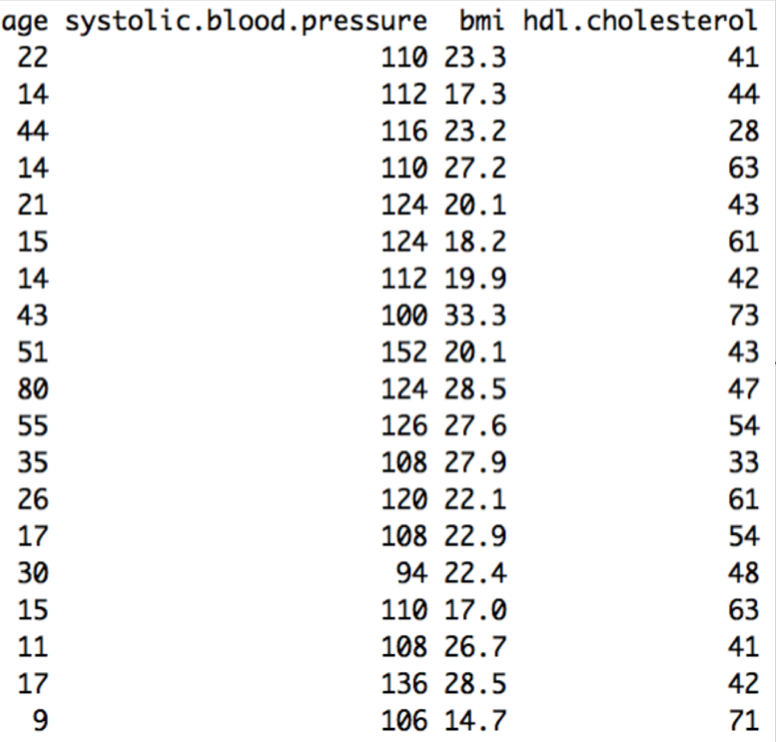 age systolic.blood.pressure bmi hdl.cholesterol
22 110 23.3 41
14 112 17.3 44
44 116 23.2 28
14 110 27.2 63
21 124 20.1 43
15 124 18.2 61
14 112 19.9 42
43 100 33.3 73
51 152 20.1 43
80 124 28.5 47
55 126 27.6 54
35 108 27.9 33
26 120 22.1 61
17 108 22.9 54
30 94 22.4 48
15 110 17.0 63
11 108 26.7 41
17 136 28.5 42
9 106 14.7 71